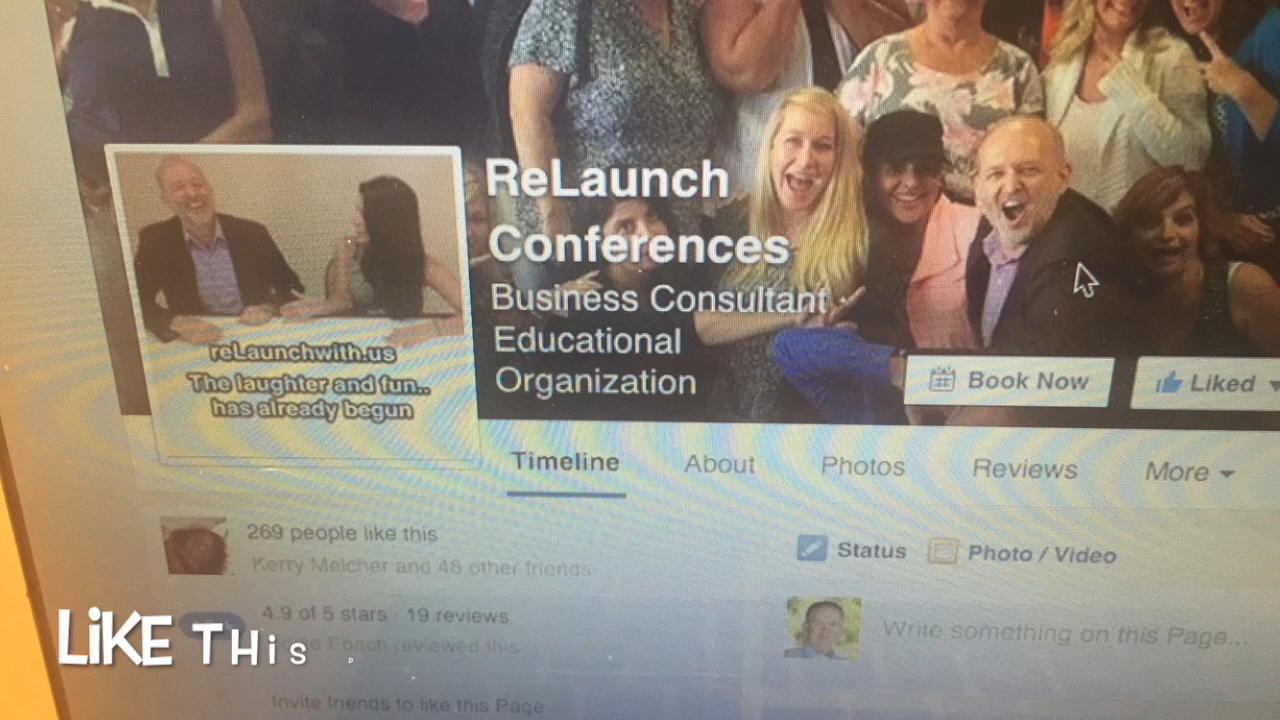 ReLaunch
Conferences
Business Consultant
Educational
Organization
reLaunchwith.us
The laughter and fun..
has already begun
Book Now
Liked
Timeline
About
Photos
Reviews
More
269 people like this
Kerry Melcher and 46 other friends
4.9 of 5 stars · 19 reviews
Ebach reviewed this
Invite friends to like this Page
Status
Photo / Video
Write something on this Page...
LiKE THis